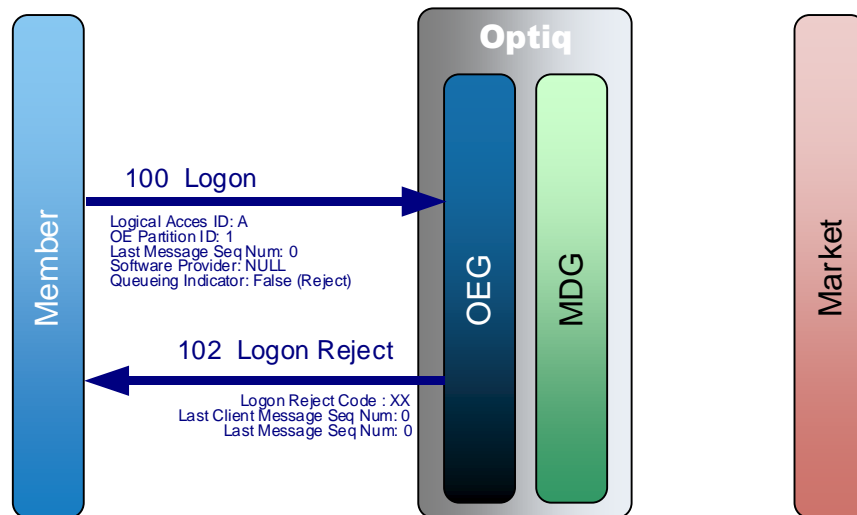 Optiq
Member
100 Logon
Logical Acces ID: A
OE Partition ID: 1
Last Message Seq Num: 0
Software Provider: NULL
Queueing Indicator: False (Reject)
OEG
MDG
Market
102 Logon Reject
Logon Reject Code : XX
Last Client Message Seq Num: 0
Last Message Seq Num: 0